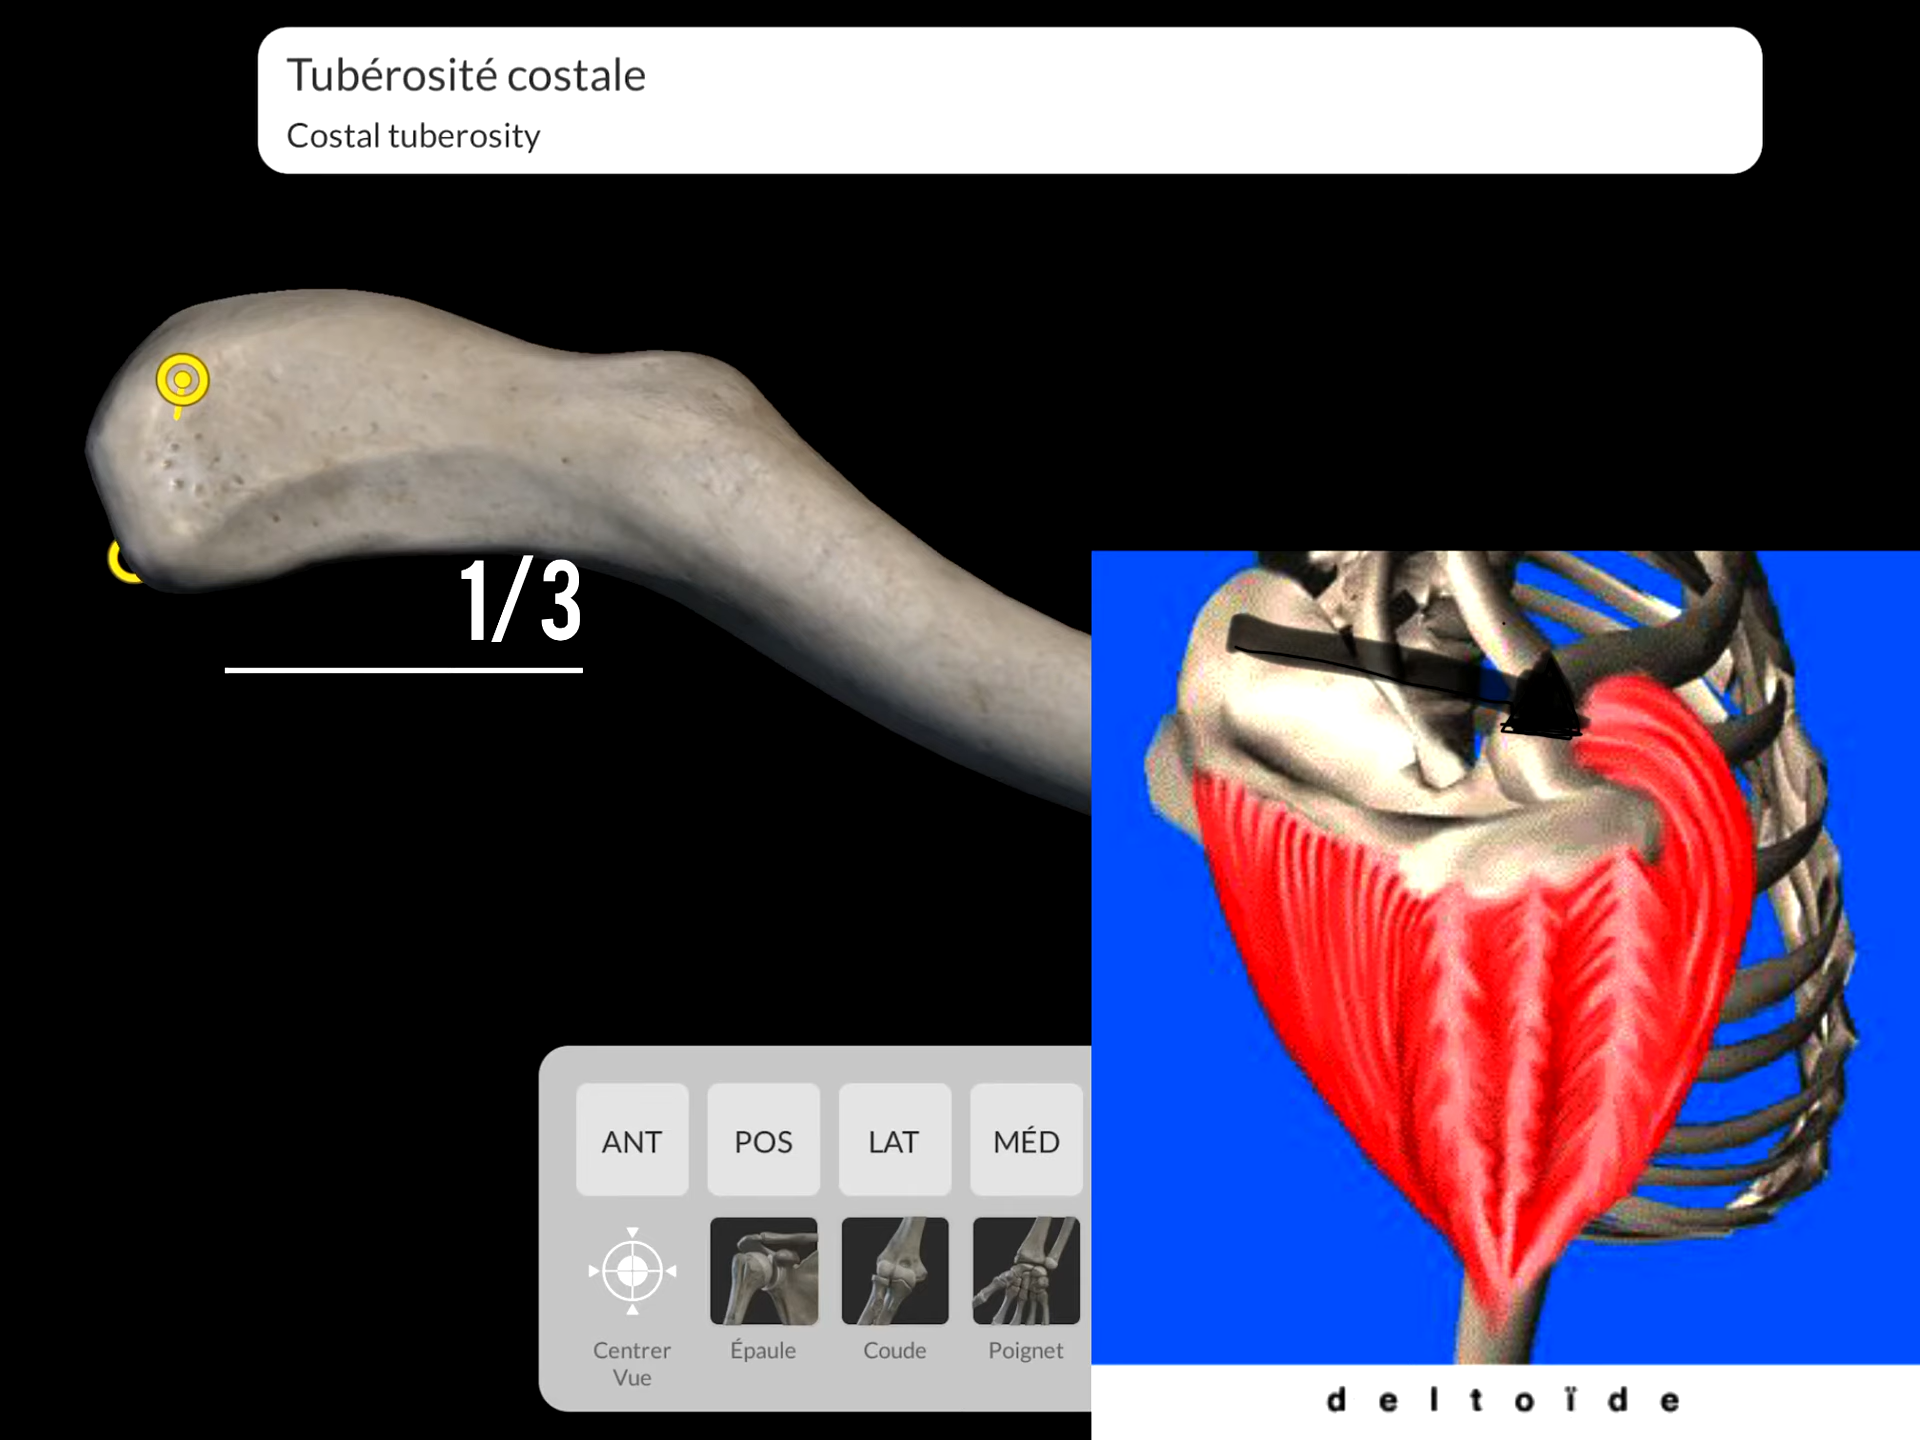 Tubérosité costale
Costal tuberosity
1/3
ANT
POS
LAT
MÉD
Centrer
Vue
Épaule
Coude
Poignet
deltoïde